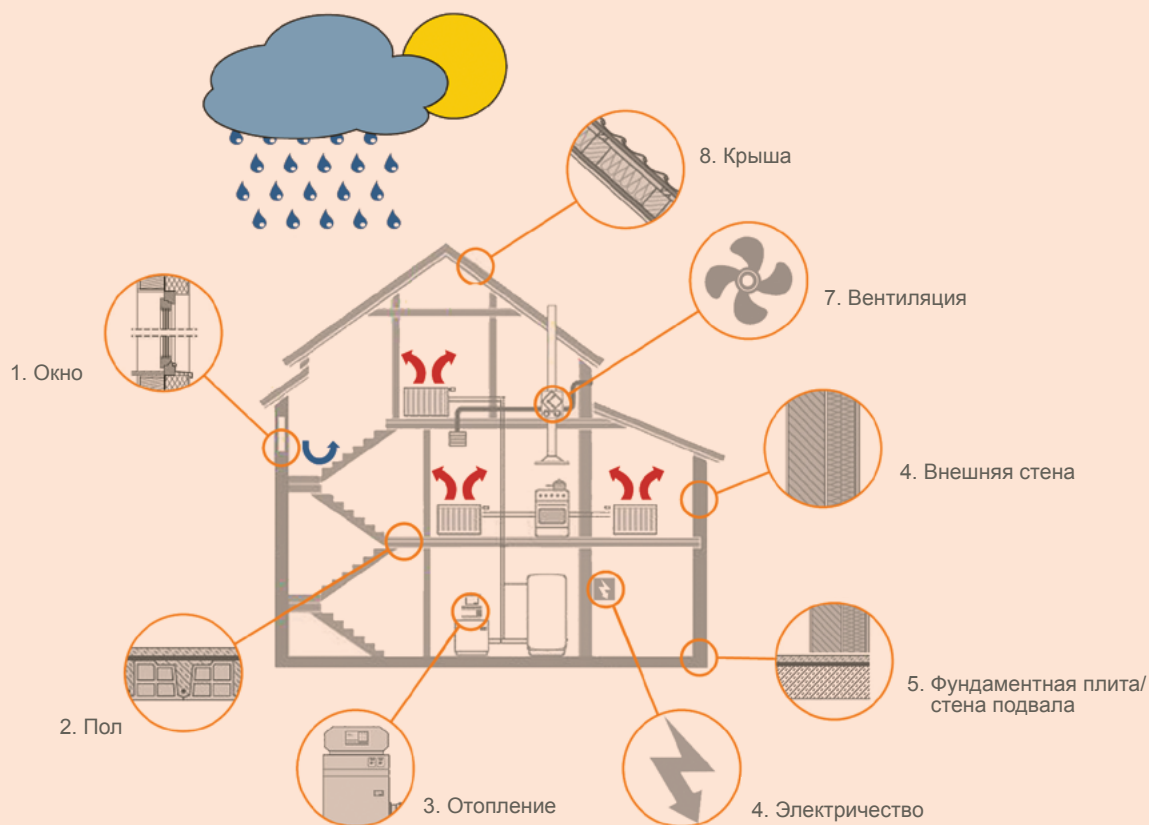 8. Крыша
7. Вентиляция
1. Окно
4. Внешняя стена
5. Фундаментная плита/
стена подвала
2. Пол
3. Отопление
4. Электричество